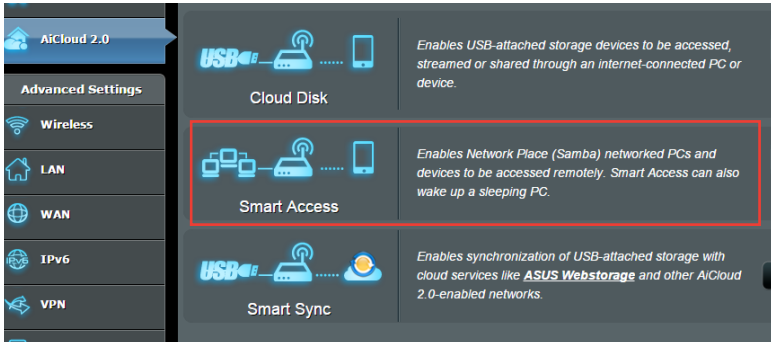 AiCloud 2.0
Advanced Settings
Wireless
LAN
WAN
IPv6
IPv6
VPN
USB
Cloud Disk
Enables USB-attached storage devices to be accessed,
streamed or shared through an internet-connected PC or
device.
Smart Access
Enables Network Place (Samba) networked PCs and
devices to be accessed remotely. Smart Access can also
wake up a sleeping PC.
USB
Smart Sync
Enables synchronization of USB-attached storage with
cloud services like ASUS Webstorage and other AiCloud
2.0-enabled networks.